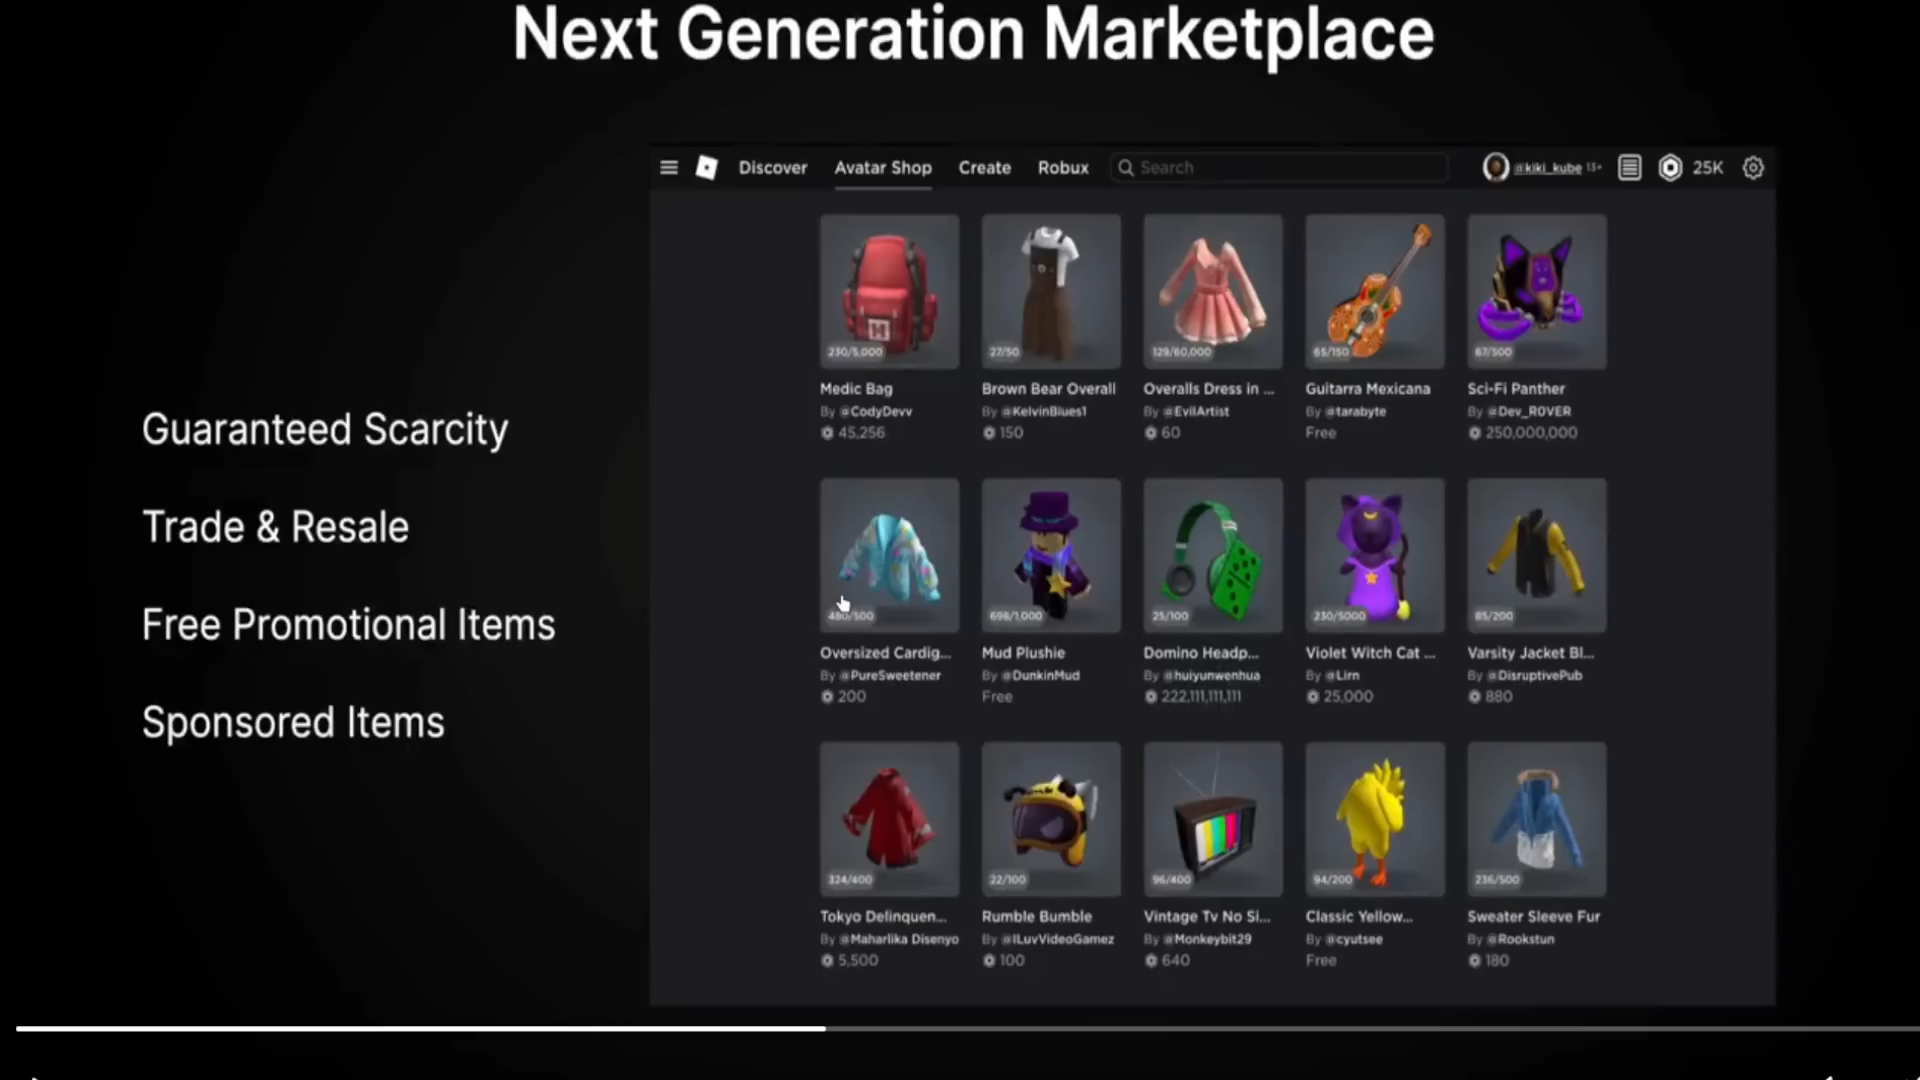 Next Generation Marketplace
Discover Avatar Shop Create Robux Search @kiki_kube 13+ 25K
Guaranteed Scarcity
Trade & Resale
Free Promotional Items
Sponsored Items
230/5,000 27/50 129/60,000 65/150 67/500
Medic Bag Brown Bear Overall Overalls Dress in ... Guitarra Mexicana Sci-Fi Panther
By @CodyDevv By @KelvinBlues1 By @EvilArtist By @tarabyte By @Dev_R0VER
45,256 150 60 Free 250,000,000
480/500 698/1,000 25/100 230/5000 85/200
Oversized Cardig... Mud Plushie Domino Headp... Violet Witch Cat ... Varsity Jacket Bl...
By @PureSweetener By @DunkinMud By @huiyunwenhua By @Lirn By @DisruptivePub
200 Free 222,111,111,111 25,000 880
324/400 22/100 96/400 94/200 236/500
Tokyo Delinquen... Rumble Bumble Vintage Tv No Si... Classic Yellow... Sweater Sleeve Fur
By @Maharlika Disenyo By @ILuvVideoGamez By @Monkeybit29 By @cyutsee By @Rookstun
5,500 100 640 Free 180